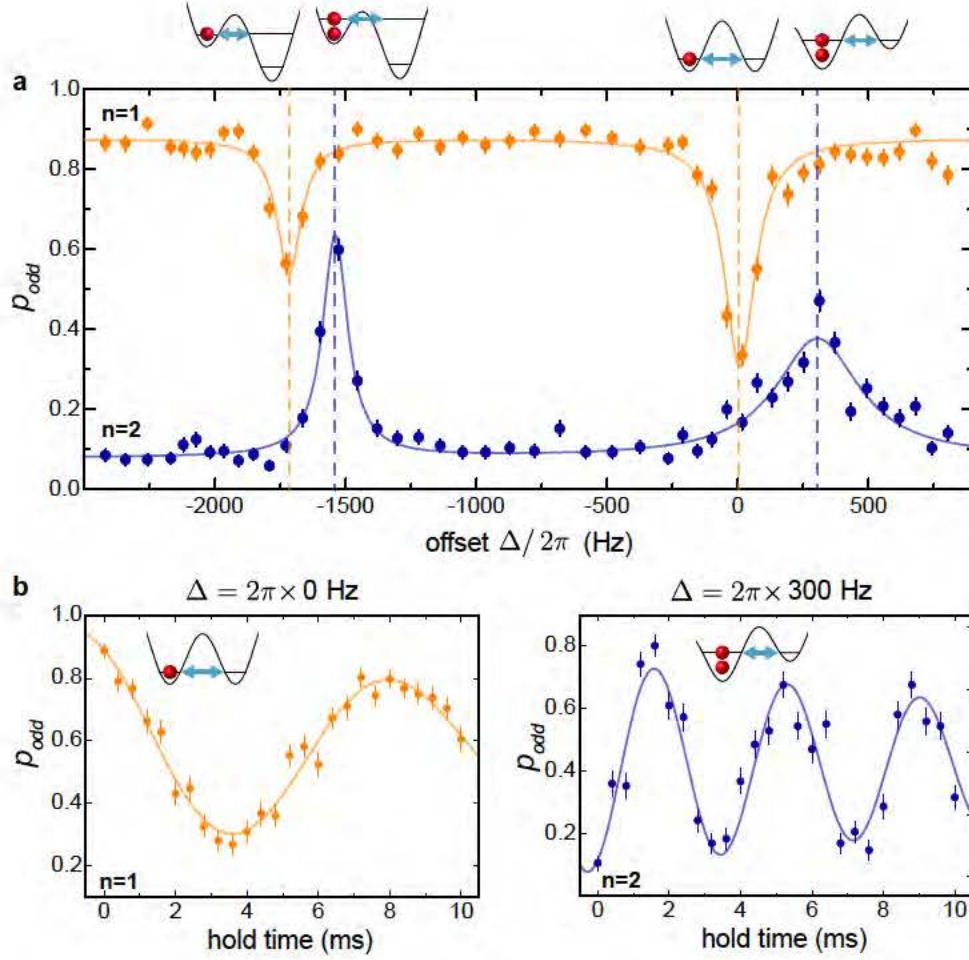 a
1.0
n=1
0.8
0.6
p_odd
0.4
0.2
n=2
0.0
-2000 -1500 -1000 -500 0 500
offset Δ/2π (Hz)
b
Δ = 2π × 0 Hz
1.0
0.8
p_odd
0.6
0.4
0.2
n=1
0 2 4 6 8 10
hold time (ms)
Δ = 2π × 300 Hz
0.8
0.6
p_odd
0.4
0.2
n=2
0 2 4 6 8 10
hold time (ms)